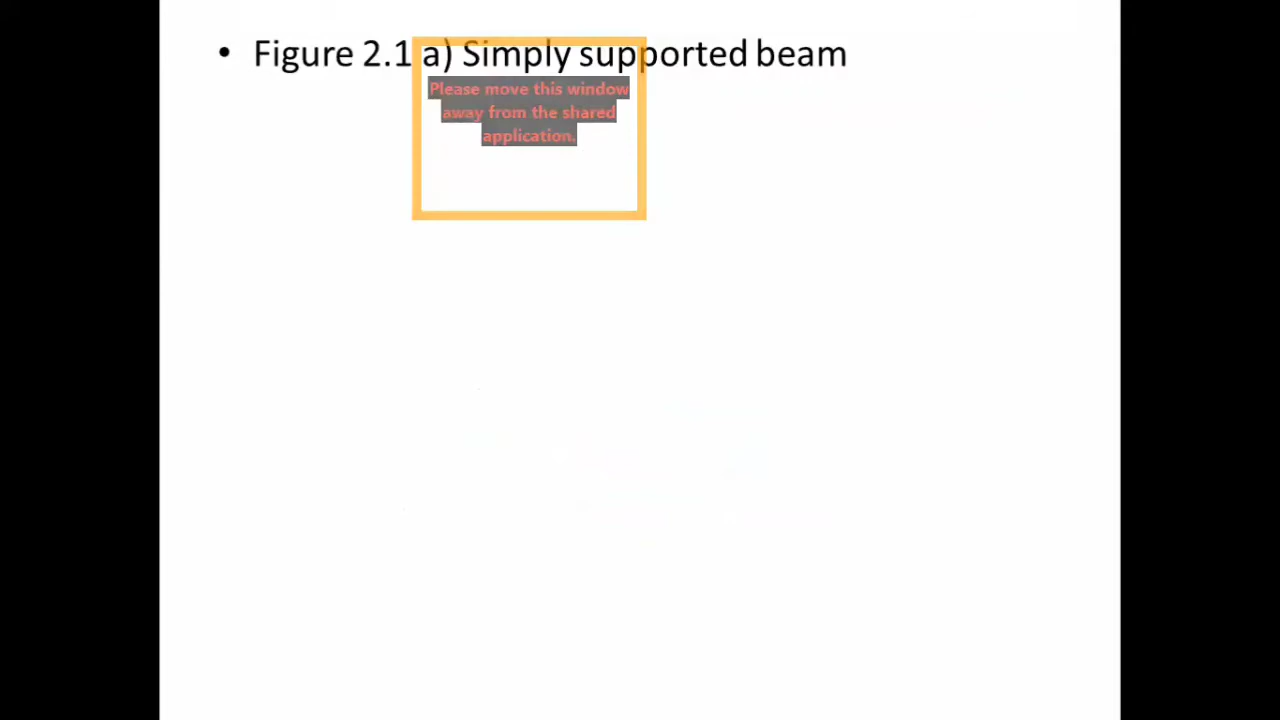 • Figure 2.1 a) Simply supported beam
Please move this window
away from the shared
application.